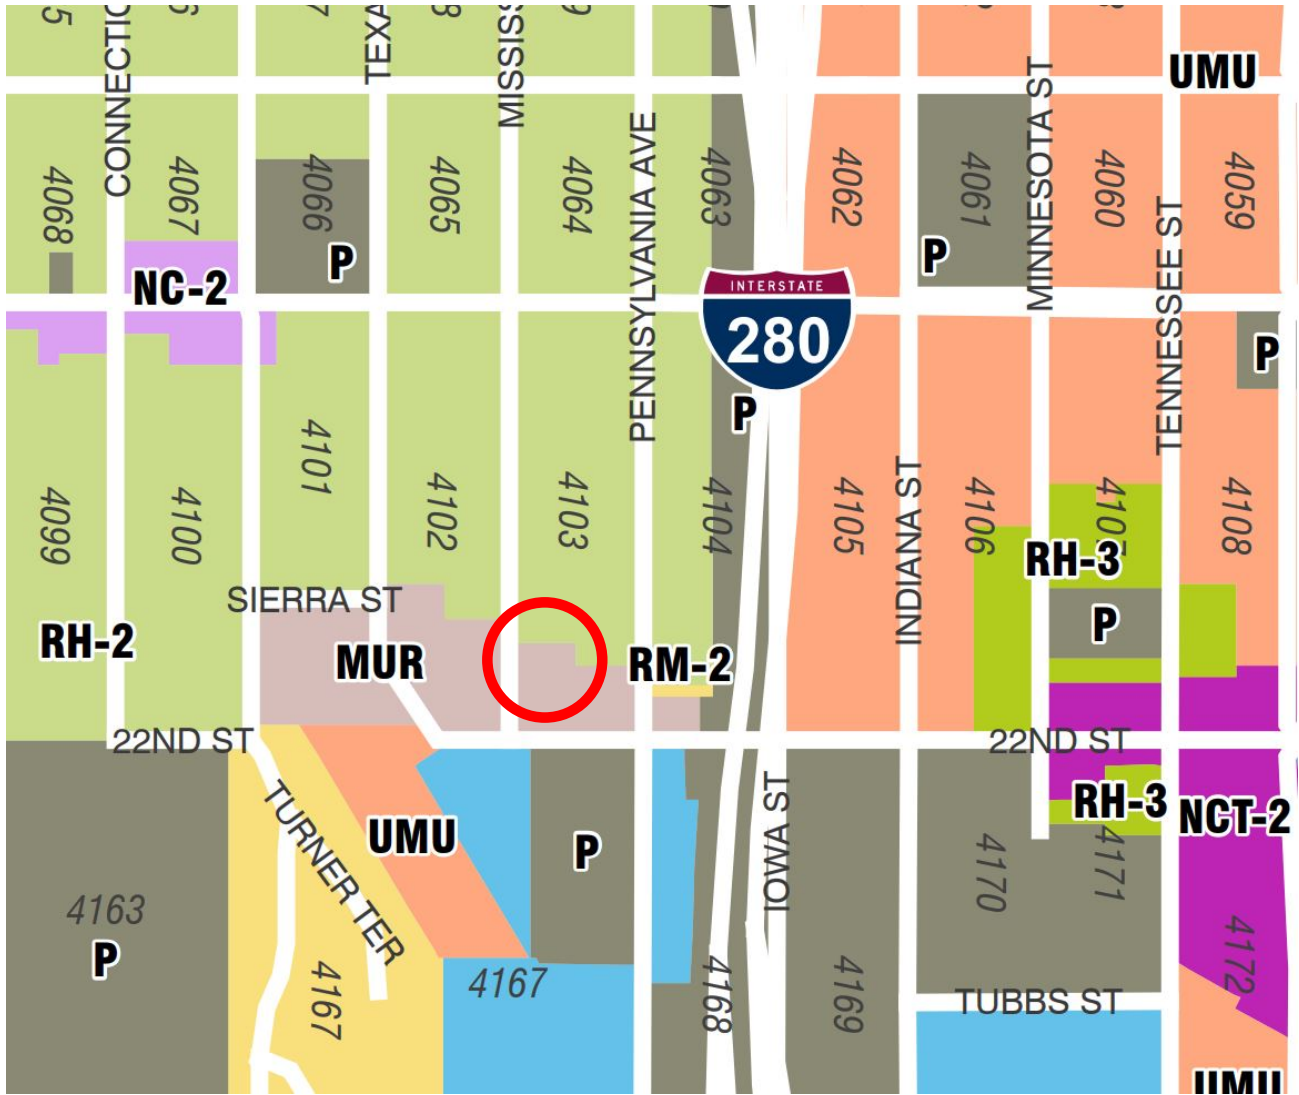 CONNECTIC
TEXA
MISSIS
UMU
4068
4067
4066
4065
4064
PENNSYLVANIA AVE
4063
4062
4061
MINNESOTA ST
4060
4059
TENNESSEE ST
P
P
NC-2
INTERSTATE
280
P
P
4099
4100
4101
4102
4103
4104
4105
INDIANA ST
4106
4107
4108
RH-3
SIERRA ST
P
RH-2
MUR
RM-2
22ND ST
22ND ST
TURNER TER
UMU
P
IOWA ST
RH-3
NCT-2
4170
4171
4163
P
4167
4167
4168
4169
4172
TUBBS ST
UMU